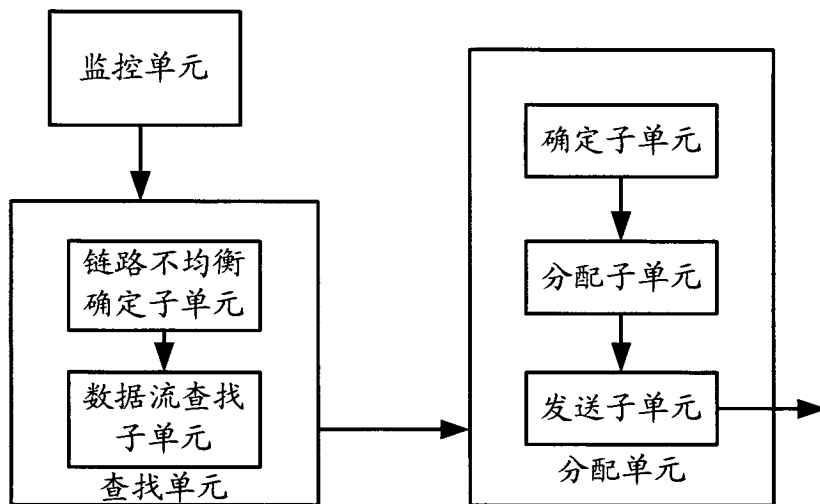 监控单元
链路不均衡
确定子单元
数据流查找
子单元
查找单元
确定子单元
分配子单元
发送子单元
分配单元